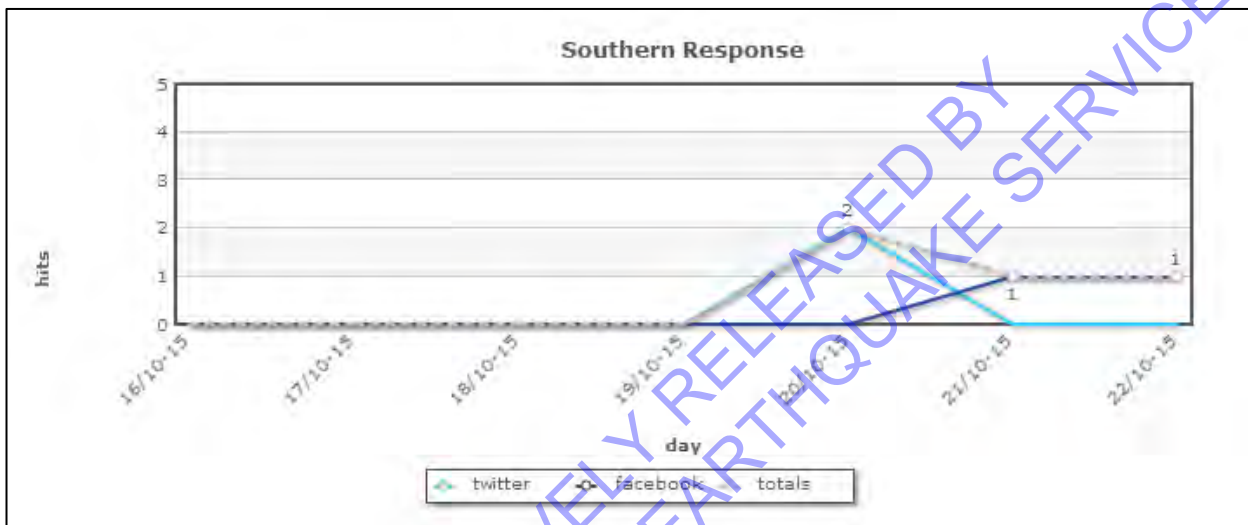 Southern Response
5
4
3
2
1
0
hits
2
1
1
16/10-15
17/10-15
18/10-15
19/10-15
20/10-15
21/10-15
22/10-15
day
twitter facebook totals
VELY RELEASED BY
EARTHQUAKE SERVICE